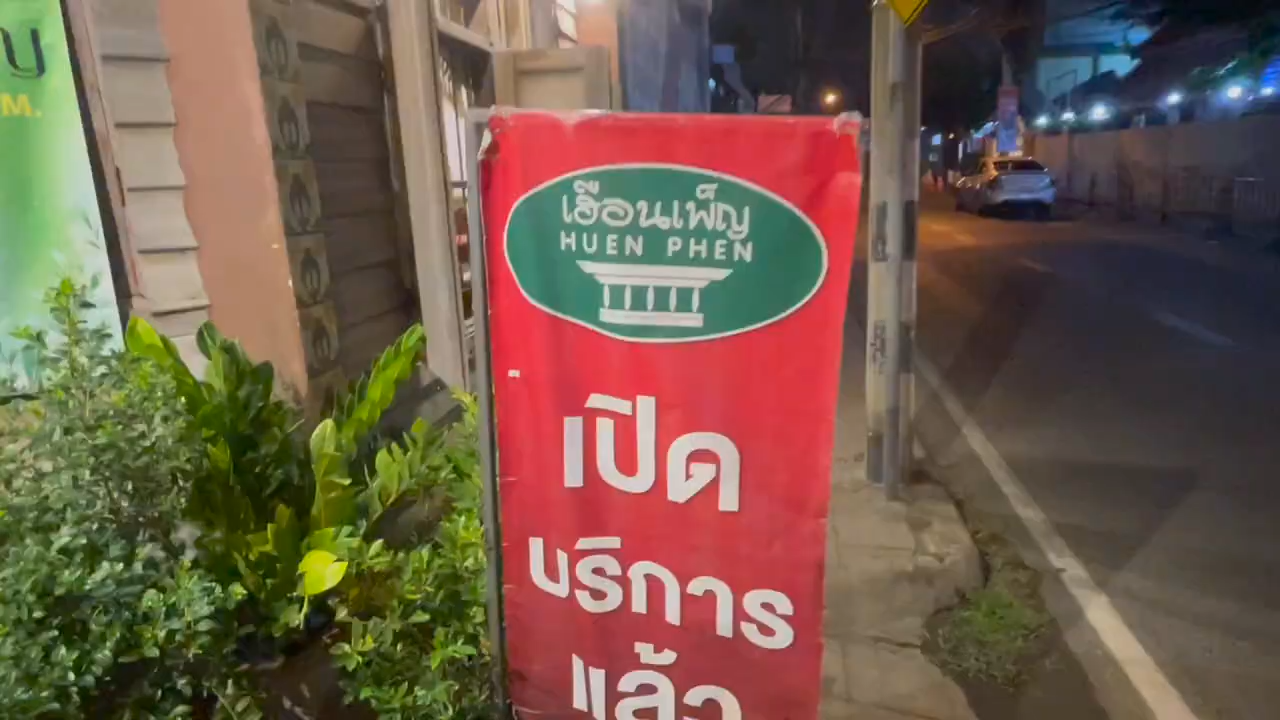 M.
เฮือนเพ็ญ
HUEN PHEN
เปิด
บริการ
แล้ว